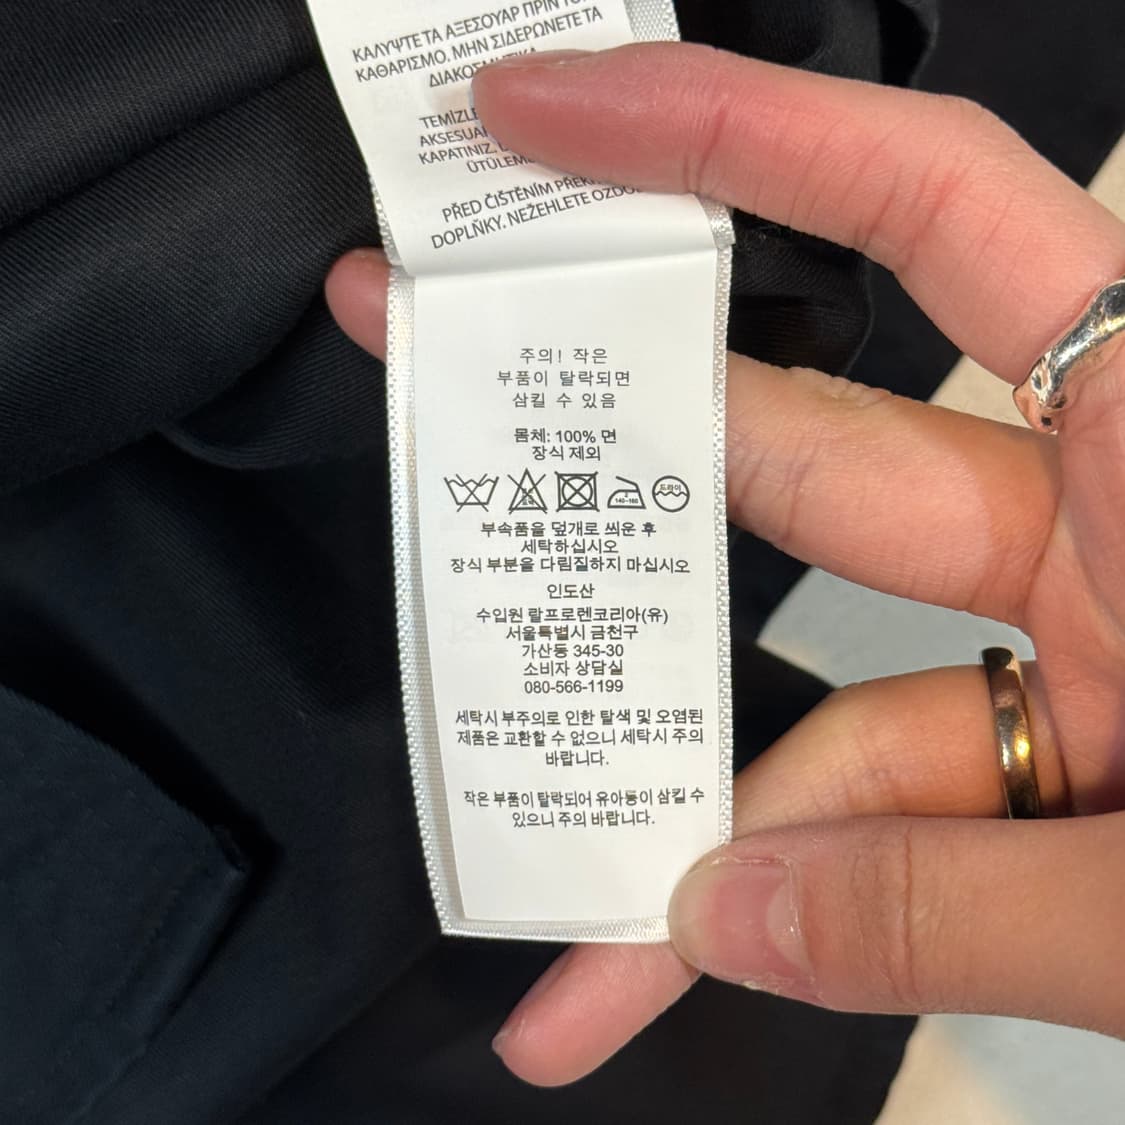 ΚΑΛΥΨΤΕ ΤΑ ΑΞΕΣΟΥΑΡ ΠΡΙΝ
ΚΑΘΑΡΙΣΜΟ. ΜΗΝ ΣΙΔΕΡΩΝΕΤΕ ΤΑ
AKSESUAR
KAPATINIZ.
PŘED ČIŠTĚNÍM
DOPLŇKY. NEŽEHLETE
주의! 작은
부품이 탈락되면
삼킬 수 있음
몸체: 100% 면
장식 제외
2
140~160
드라이
부속품을 덮개로 씌운 후
세탁하십시오
장식 부분을 다림질하지 마십시오
인도산
수입원 랄프로렌코리아(유)
서울특별시 금천구
가산동 345-30
소비자 상담실
080-566-1199
세탁시 부주의로 인한 탈색 및 오염된
제품은 교환할 수 없으니 세탁시 주의
바랍니다.
작은 부품이 탈락되어 유아등이 삼킬 수
있으니 주의 바랍니다.